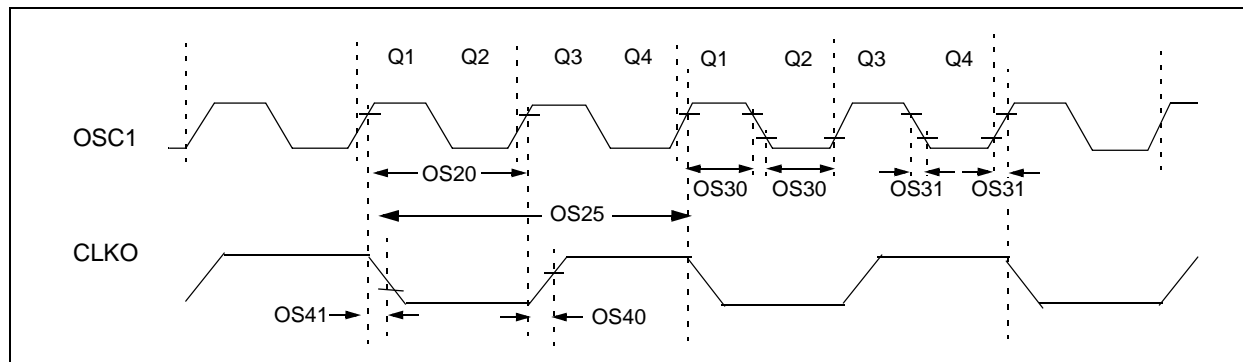 Q1 Q2 Q3 Q4 Q1 Q2 Q3 Q4
OSC1
OS20 OS30 OS30 OS31 OS31
OS25
CLKO
OS41 OS40